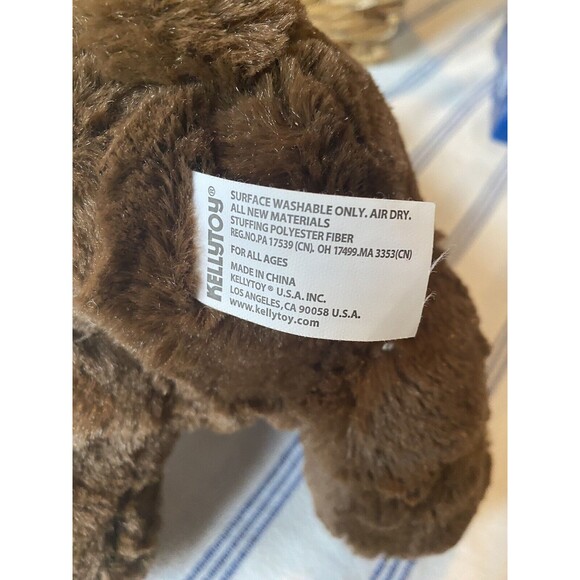 KELLYTOY®
SURFACE WASHABLE ONLY. AIR DRY.
ALL NEW MATERIALS
STUFFING POLYESTER FIBER
REG.NO.PA 17539 (CN). OH 17499.MA 3353(CN)
FOR ALL AGES
MADE IN CHINA
KELLYTOY® U.S.A. INC.
LOS ANGELES, CA 90058 U.S.A.
www.kellytoy.com